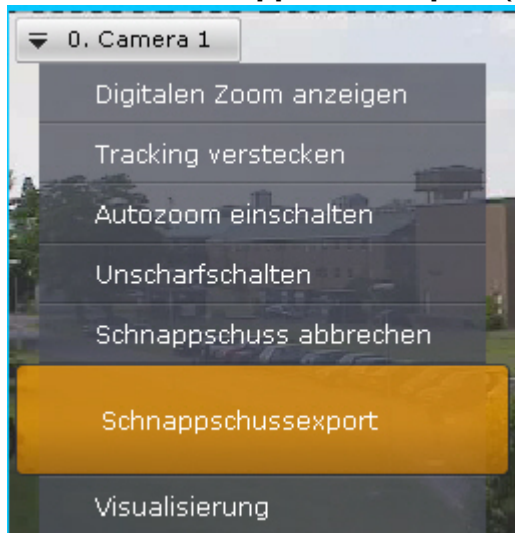 0. Camera 1
Digitalen Zoom anzeigen
Tracking verstecken
Autozoom einschalten
Unscharfschalten
Schnappschuss abbrechen
Schnappschussexport
Visualisierung